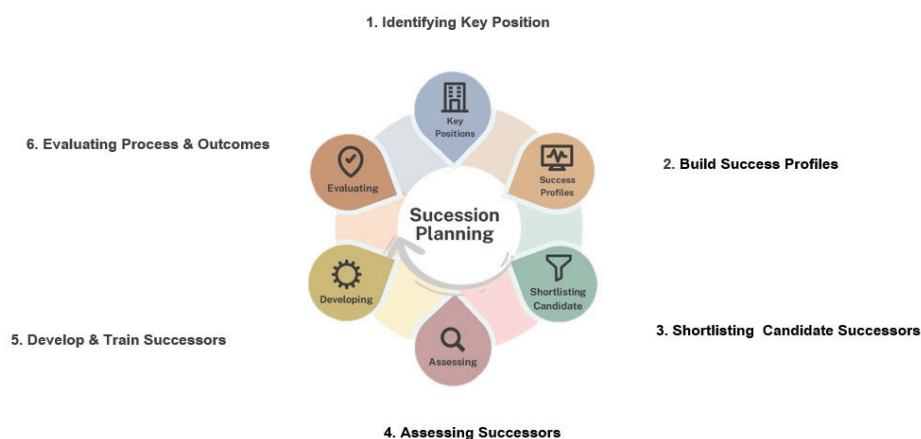 1. Identifying Key Position
Key
Positions
6. Evaluating Process & Outcomes
Evaluating
Success
Profiles
2. Build Success Profiles
Sucession
Planning
Developing
Shortlisting
Candidate
5. Develop & Train Successors
3. Shortlisting Candidate Successors
Assessing
4. Assessing Successors